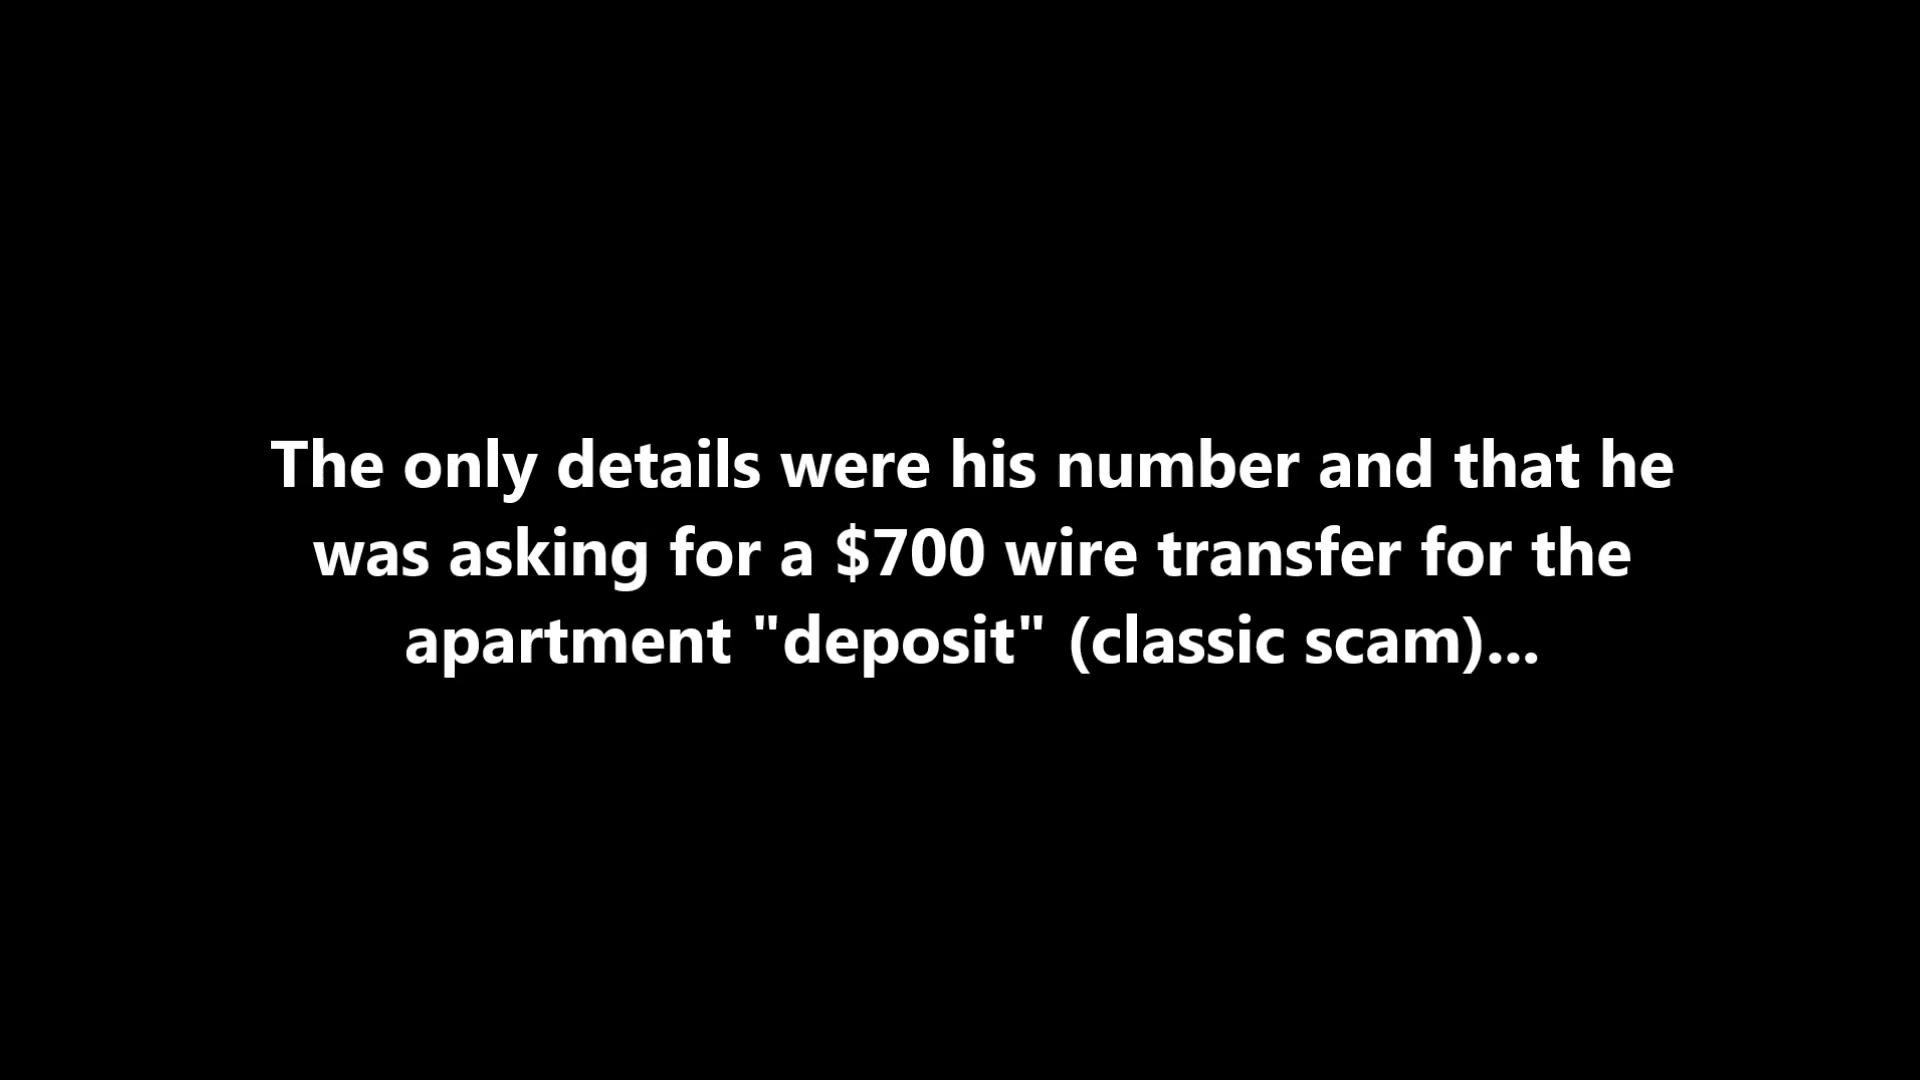 The only details were his number and that he
was asking for a $700 wire transfer for the
apartment "deposit" (classic scam)...